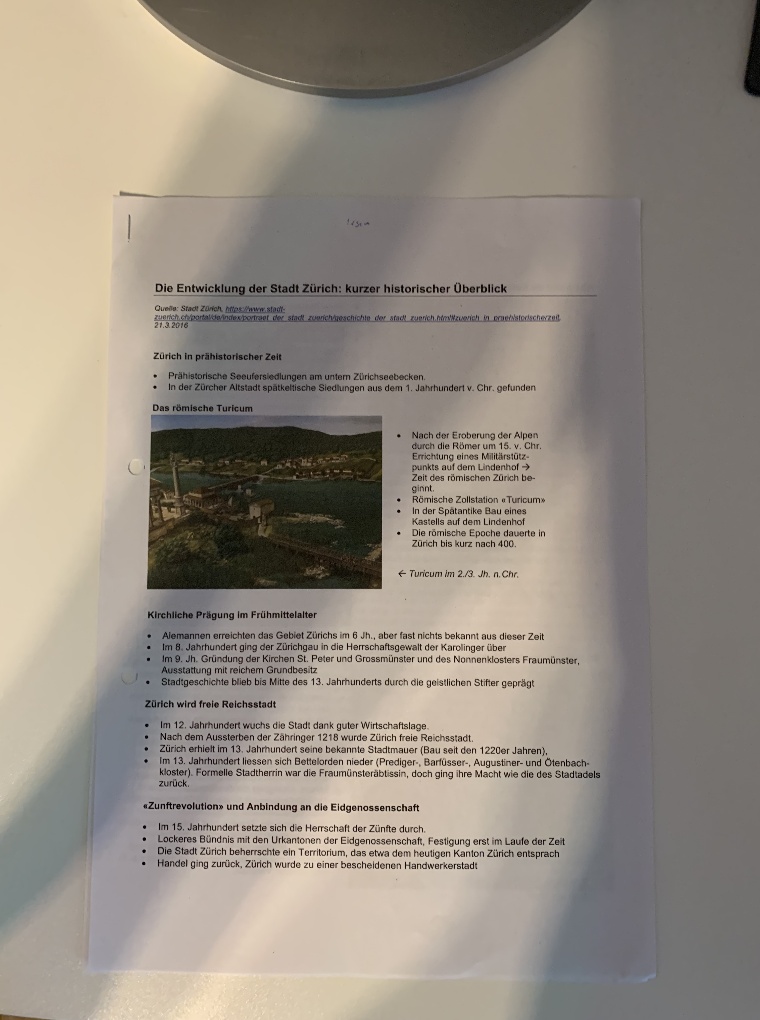 Die Entwicklung der Stadt Zürich: kurzer historischer Überblick
Quelle: Stadt Zürich, https://www.stadt-
zuerich.ch/portal/de/index/portraet_der_stadt_zuerich/geschichte_der_stadt_zuerich.html#zuerich_in_praehistorischerzeit,
21.3.2016
Zürich in prähistorischer Zeit
• Prähistorische Seeufersiedlungen am untern Zürichseebecken.
• In der Zürcher Altstadt spätkeltische Siedlungen aus dem 1. Jahrhundert v. Chr. gefunden
Das römische Turicum
• Nach der Eroberung der Alpen
durch die Römer um 15. v. Chr.
Errichtung eines Militärstütz-
punkts auf dem Lindenhof →
Zeit des römischen Zürich be-
ginnt.
• Römische Zollstation «Turicum»
• In der Spätantike Bau eines
Kastells auf dem Lindenhof
• Die römische Epoche dauerte in
Zürich bis kurz nach 400.
← Turicum im 2./3. Jh. n.Chr.
Kirchliche Prägung im Frühmittelalter
• Alemannen erreichten das Gebiet Zürichs im 6 Jh., aber fast nichts bekannt aus dieser Zeit
• Im 8. Jahrhundert ging der Zürichgau in die Herrschaftsgewalt der Karolinger über
• Im 9. Jh. Gründung der Kirchen St. Peter und Grossmünster und des Nonnenklosters Fraumünster,
Ausstattung mit reichem Grundbesitz
• Stadtgeschichte blieb bis Mitte des 13. Jahrhunderts durch die geistlichen Stifter geprägt
Zürich wird freie Reichsstadt
• Im 12. Jahrhundert wuchs die Stadt dank guter Wirtschaftslage.
• Nach dem Aussterben der Zähringer 1218 wurde Zürich freie Reichsstadt.
• Zürich erhielt im 13. Jahrhundert seine bekannte Stadtmauer (Bau seit den 1220er Jahren),
• Im 13. Jahrhundert liessen sich Bettelorden nieder (Prediger-, Barfüsser-, Augustiner- und Ötenbach-
kloster). Formelle Stadtherrin war die Fraumünsteräbtissin, doch ging ihre Macht wie die des Stadtadels
zurück.
«Zunftrevolution» und Anbindung an die Eidgenossenschaft
• Im 15. Jahrhundert setzte sich die Herrschaft der Zünfte durch.
• Lockeres Bündnis mit den Urkantonen der Eidgenossenschaft, Festigung erst im Laufe der Zeit
• Die Stadt Zürich beherrschte ein Territorium, das etwa dem heutigen Kanton Zürich entsprach
• Handel ging zurück, Zürich wurde zu einer bescheidenen Handwerkerstadt